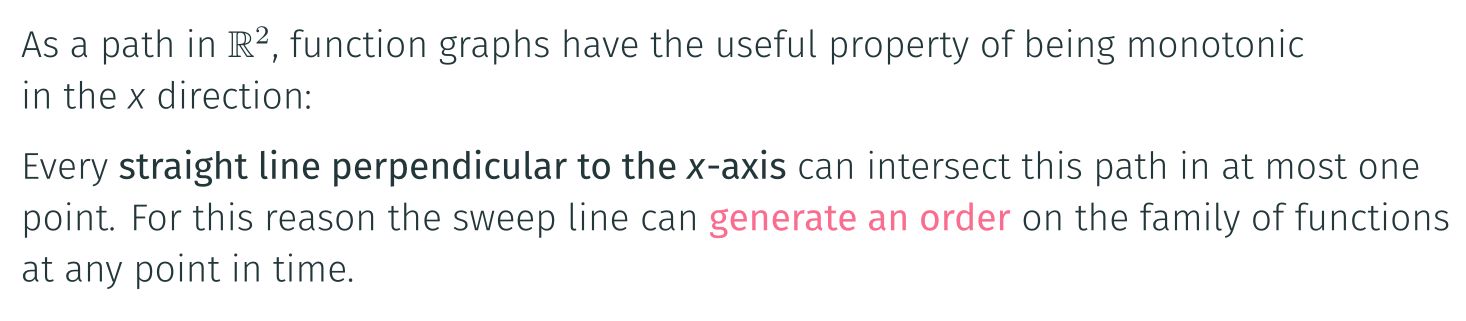 As a path in ℝ², function graphs have the useful property of being monotonic
in the x direction:
Every straight line perpendicular to the x-axis can intersect this path in at most one
point. For this reason the sweep line can generate an order on the family of functions
at any point in time.